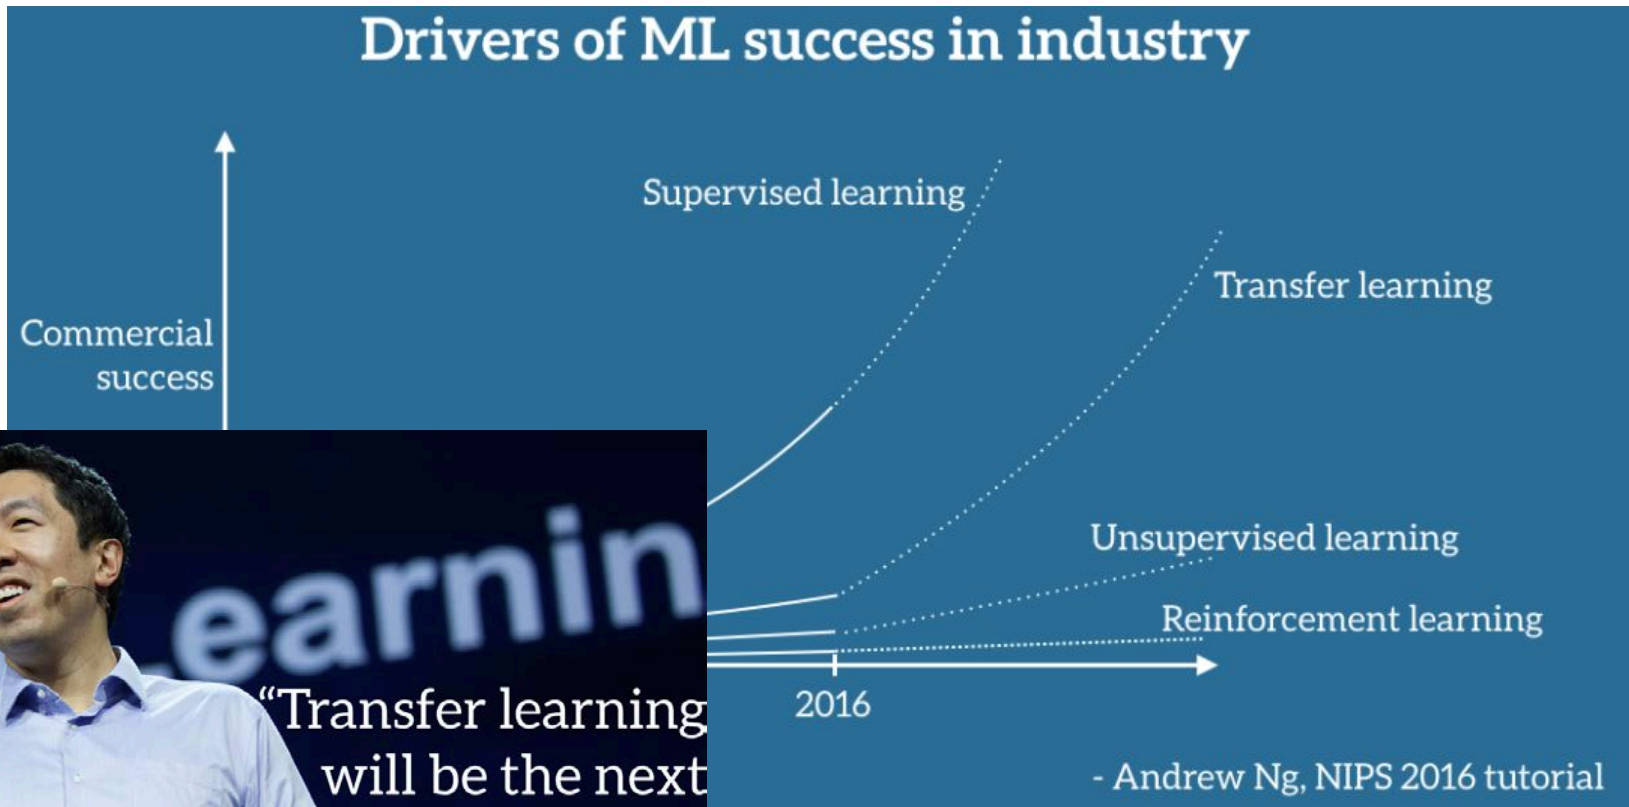 Drivers of ML success in industry
Supervised learning
Transfer learning
Commercial
success
Unsupervised learning
Reinforcement learning
2016
earnin
“Transfer learning
will be the next
- Andrew Ng, NIPS 2016 tutorial